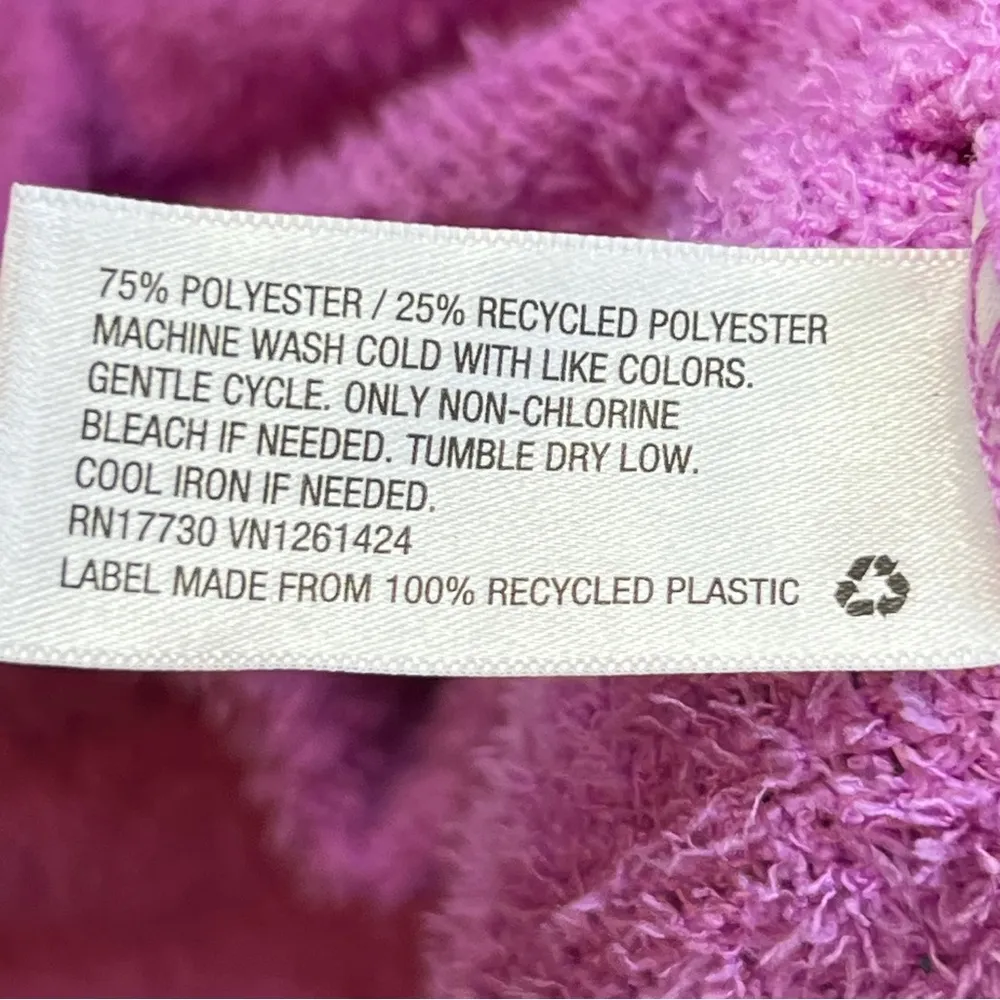 75% POLYESTER / 25% RECYCLED POLYESTER
MACHINE WASH COLD WITH LIKE COLORS.
GENTLE CYCLE. ONLY NON-CHLORINE
BLEACH IF NEEDED. TUMBLE DRY LOW.
COOL IRON IF NEEDED.
RN17730 VN1261424
LABEL MADE FROM 100% RECYCLED PLASTIC